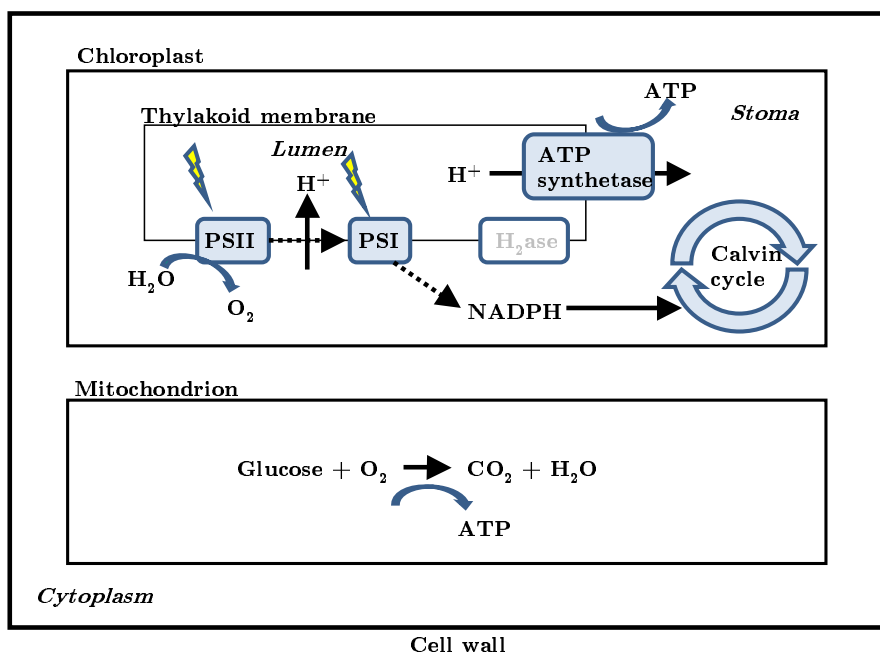 Chloroplast
ATP
Stoma
Thylakoid membrane
Lumen
H+
H+
ATP
synthetase
PSII
PSI
H2ase
Calvin
cycle
H2O
O2
NADPH
Mitochondrion
Glucose + O2 CO2 + H2O
ATP
Cytoplasm
Cell wall